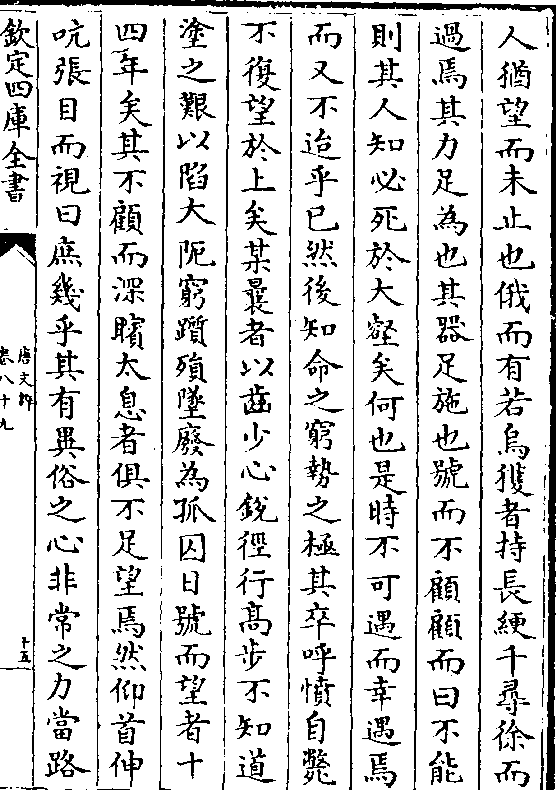 人猶望而未止也俄而有若烏獲者持長綆千尋徐而
過焉其力足為也其器足施也號而不顧顧而曰不能
則其人知必死於大壑矣何也是時不可遇而幸遇焉
而又不逮乎已然後知命之窮勢之極其卒呼憤自斃
不復望於上矣某曩者以齒少心銳徑行高步不知道
塗之艱以陷大阨窮躓殞墜廢為孤囚日號而望者十
四年矣其不顧而深矉太息者俱不足望焉然仰首伸
吭張目而視曰庶幾乎其有異俗之心非常之力當路
欽定四庫全書
唐文粹
卷八十九
十五